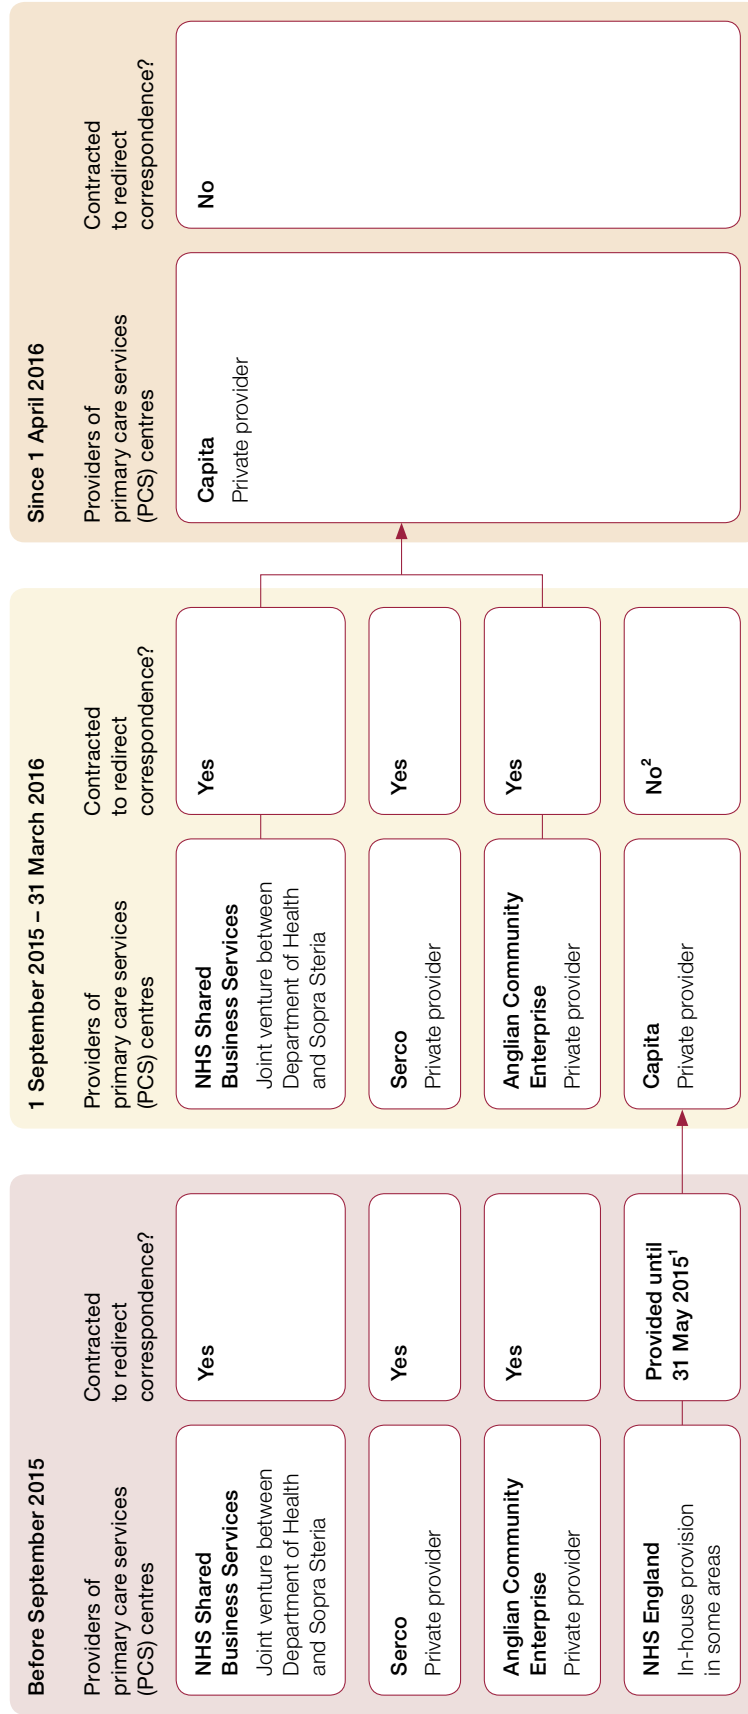 Before September 2015
Providers of
primary care services
(PCS) centres
Contracted
to redirect
correspondence?
NHS Shared
Business Services
Joint venture between
Department of Health
and Sopra Steria
Yes
Serco
Private provider
Yes
Anglian Community
Enterprise
Private provider
Yes
NHS England
In-house provision
in some areas
Provided until
31 May 2015¹
1 September 2015 – 31 March 2016
Providers of
primary care services
(PCS) centres
Contracted
to redirect
correspondence?
NHS Shared
Business Services
Joint venture between
Department of Health
and Sopra Steria
Yes
Serco
Private provider
Yes
Anglian Community
Enterprise
Private provider
Yes
Capita
Private provider
No²
Since 1 April 2016
Providers of
primary care services
(PCS) centres
Contracted
to redirect
correspondence?
Capita
Private provider
No